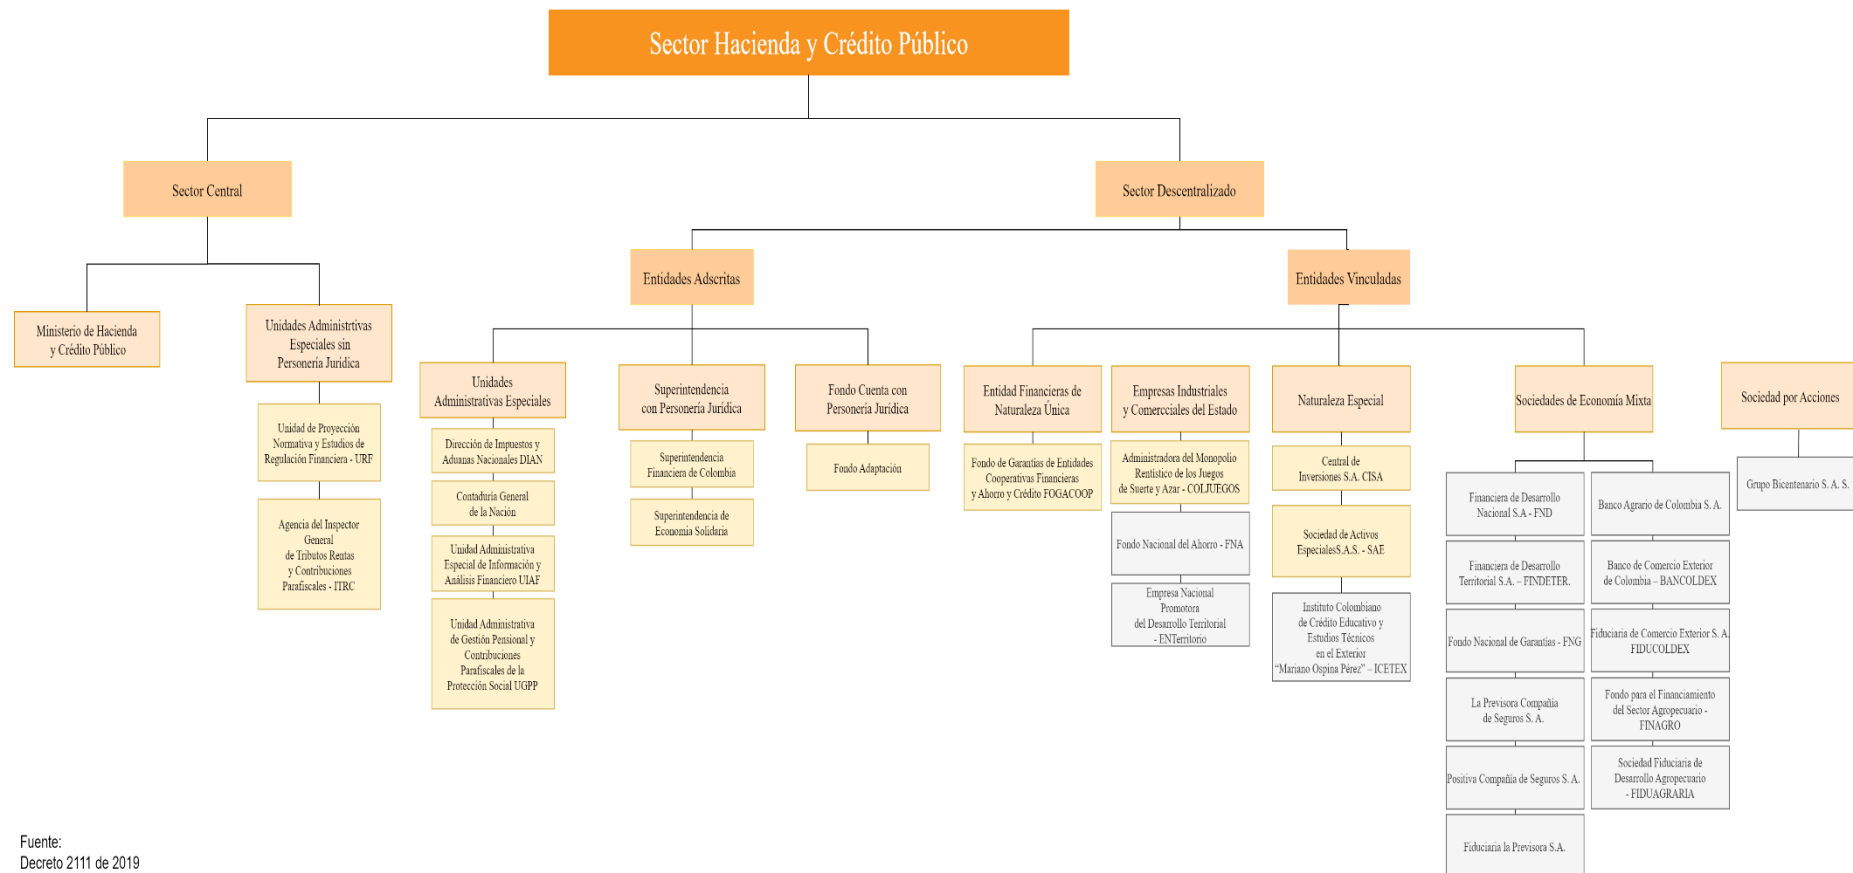 Sector Hacienda y Crédito Público
Sector Central
Sector Descentralizado
Entidades Adscritas
Entidades Vinculadas
Ministerio de Hacienda
y Crédito Público
Unidades Administrtivas
Especiales sin
Personería Jurídica
Unidad de Proyección
Normativa y Estudios de
Regulación Financiera - URF
Agencia del Inspector
General
de Tributos Rentas
y Contribuciones
Parafiscales - ITRC
Unidades
Administrativas Especiales
Dirección de Impuestos y
Aduanas Nacionales DIAN
Contaduría General
de la Nación
Unidad Administrativa
Especial de Información y
Análisis Financiero UIAF
Unidad Administrativa
de Gestión Pensional y
Contribuciones
Parafiscales de la
Protección Social UGPP
Superintendencia
con Personería Jurídica
Superintendencia
Financiera de Colombia
Superintendencia de
Economía Solidaria
Fondo Cuenta con
Personería Jurídica
Fondo Adaptación
Entidad Financieras de
Naturaleza Única
Fondo de Garantías de Entidades
Cooperativas Financieras
y Ahorro y Crédito FOGACOOP
Empresas Industriales
y Comercciales del Estado
Administradora del Monopolio
Rentístico de los Juegos
de Suerte y Azar - COLJUEGOS
Fondo Nacional del Ahorro - FNA
Empresa Nacional
Promotora
del Desarrollo Territorial
- ENTerritorio
Naturaleza Especial
Central de
Inversiones S.A. CISA
Sociedad de Activos
EspecialesS.A.S. - SAE
Instituto Colombiano
de Crédito Educativo y
Estudios Técnicos
en el Exterior
“Mariano Ospina Pérez” – ICETEX
Sociedades de Economía Mixta
Financiera de Desarrollo
Nacional S.A - FND
Financiera de Desarrollo
Territorial S.A. – FINDETER.
Fondo Nacional de Garantías - FNG
La Previsora Compañía
de Seguros S. A.
Positiva Compañía de Seguros S. A.
Fiduciaria la Previsora S.A.
Banco Agrario de Colombia S. A.
Banco de Comercio Exterior
de Colombia – BANCOLDEX
Fiduciaria de Comercio Exterior S. A.
FIDUCOLDEX
Fondo para el Financiamiento
del Sector Agropecuario -
FINAGRO
Sociedad Fiduciaria de
Desarrollo Agropecuario
- FIDUAGRARIA
Sociedad por Acciones
Grupo Bicentenario S. A. S.
Fuente:
Decreto 2111 de 2019